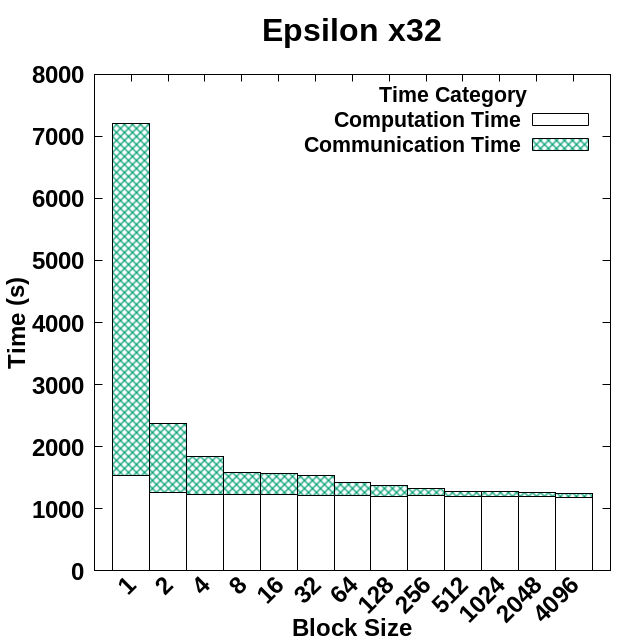 Epsilon x32
8000
7000
6000
5000
4000
3000
2000
1000
0
Time (s)
Time Category
Computation Time
Communication Time
1 2 4 8 16 32 64 128 256 512 1024 2048 4096
Block Size